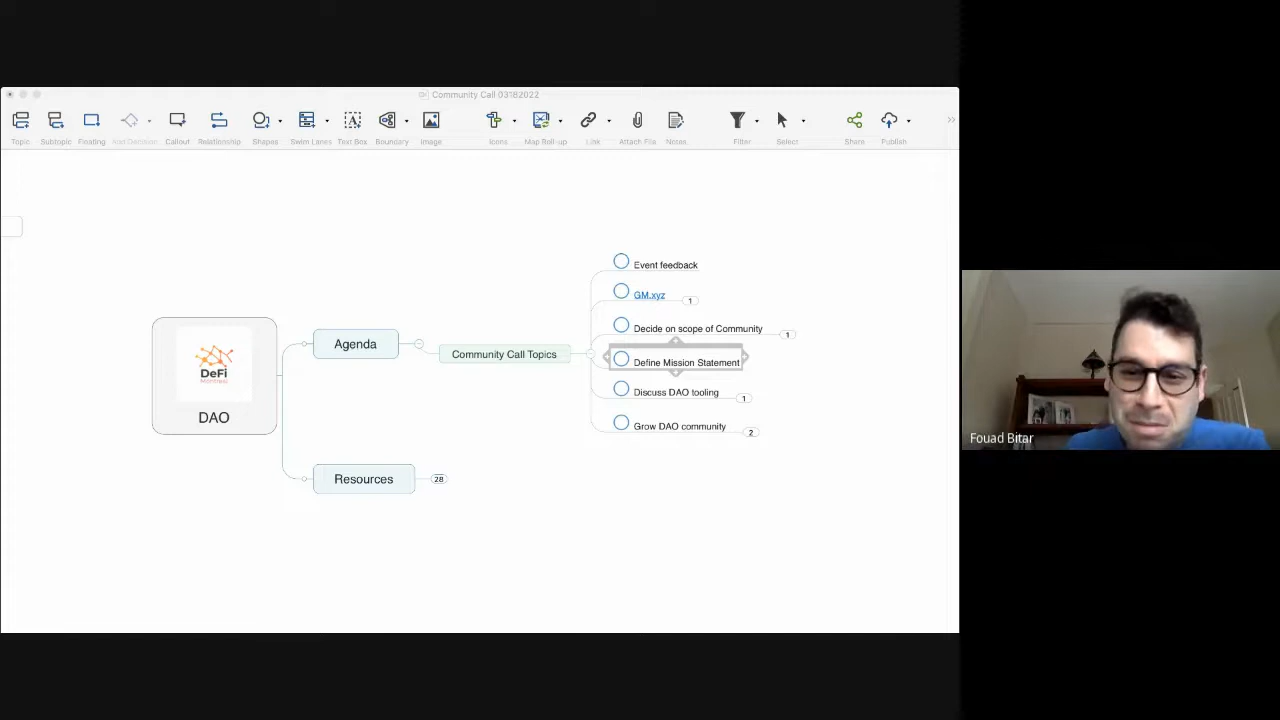 Community Call 03182022
Topic
Subtopic
Floating
Add Decision
Callout
Relationship
Shapes
Swim Lanes
Text Box
Boundary
Image
Icons
Map Roll-up
Link
Attach File
Notes
Filter
Select
Share
Publish
Event feedback
GM.xyz
1
Decide on scope of Community
1
Agenda
Community Call Topics
Define Mission Statement
DeFi
Montreal
DAO
Discuss DAO tooling
1
Grow DAO community
2
Resources
28
Fouad Bitar